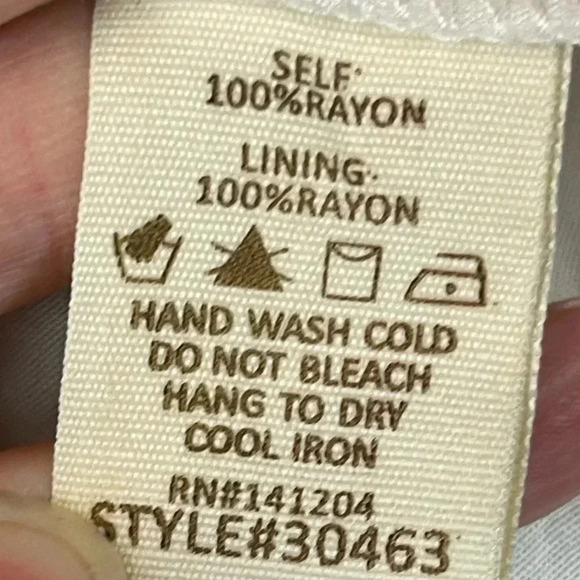 SELF:
100%RAYON
LINING:
100%RAYON
HAND WASH COLD
DO NOT BLEACH
HANG TO DRY
COOL IRON
RN#141204
STYLE#30463